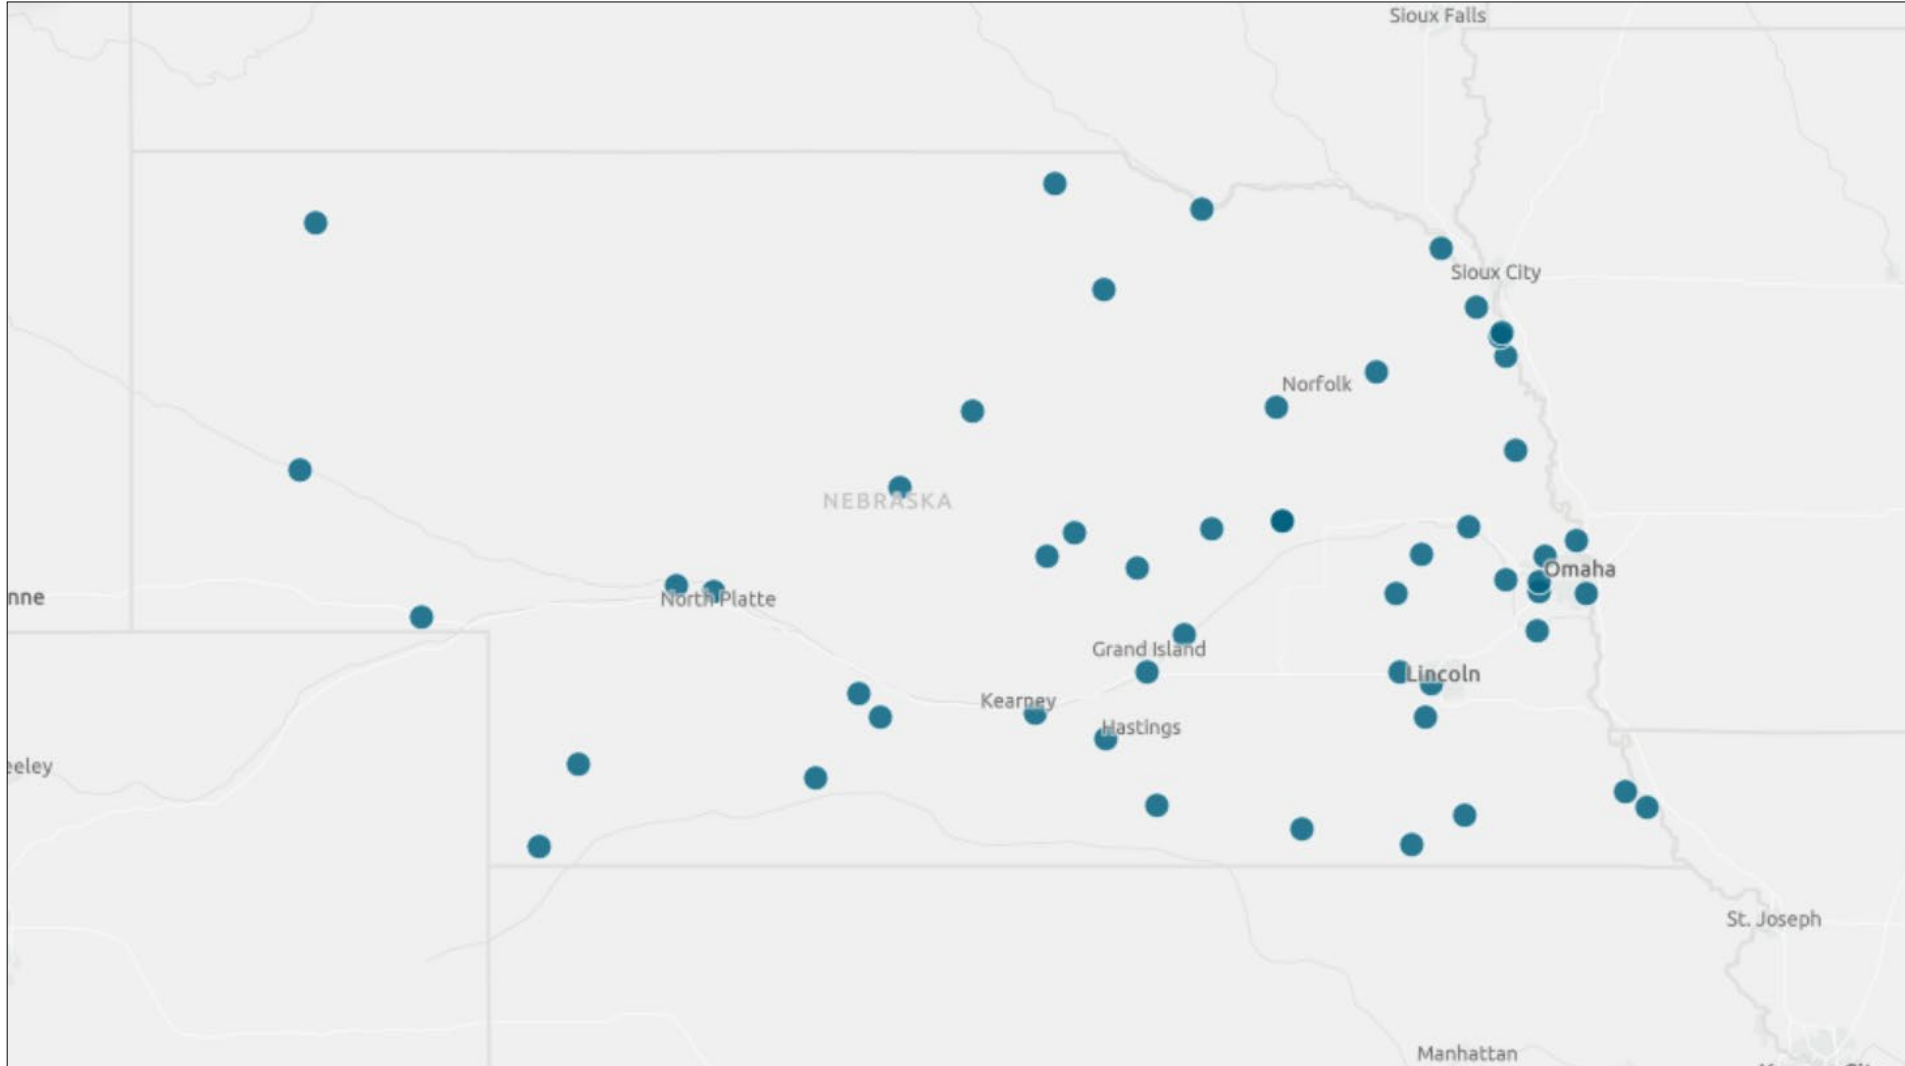 Sioux Falls
Sioux City
Norfolk
NEBRASKA
Omaha
nne
North Platte
Grand Island
Lincoln
Kearney
Hastings
eeley
St. Joseph
Manhattan